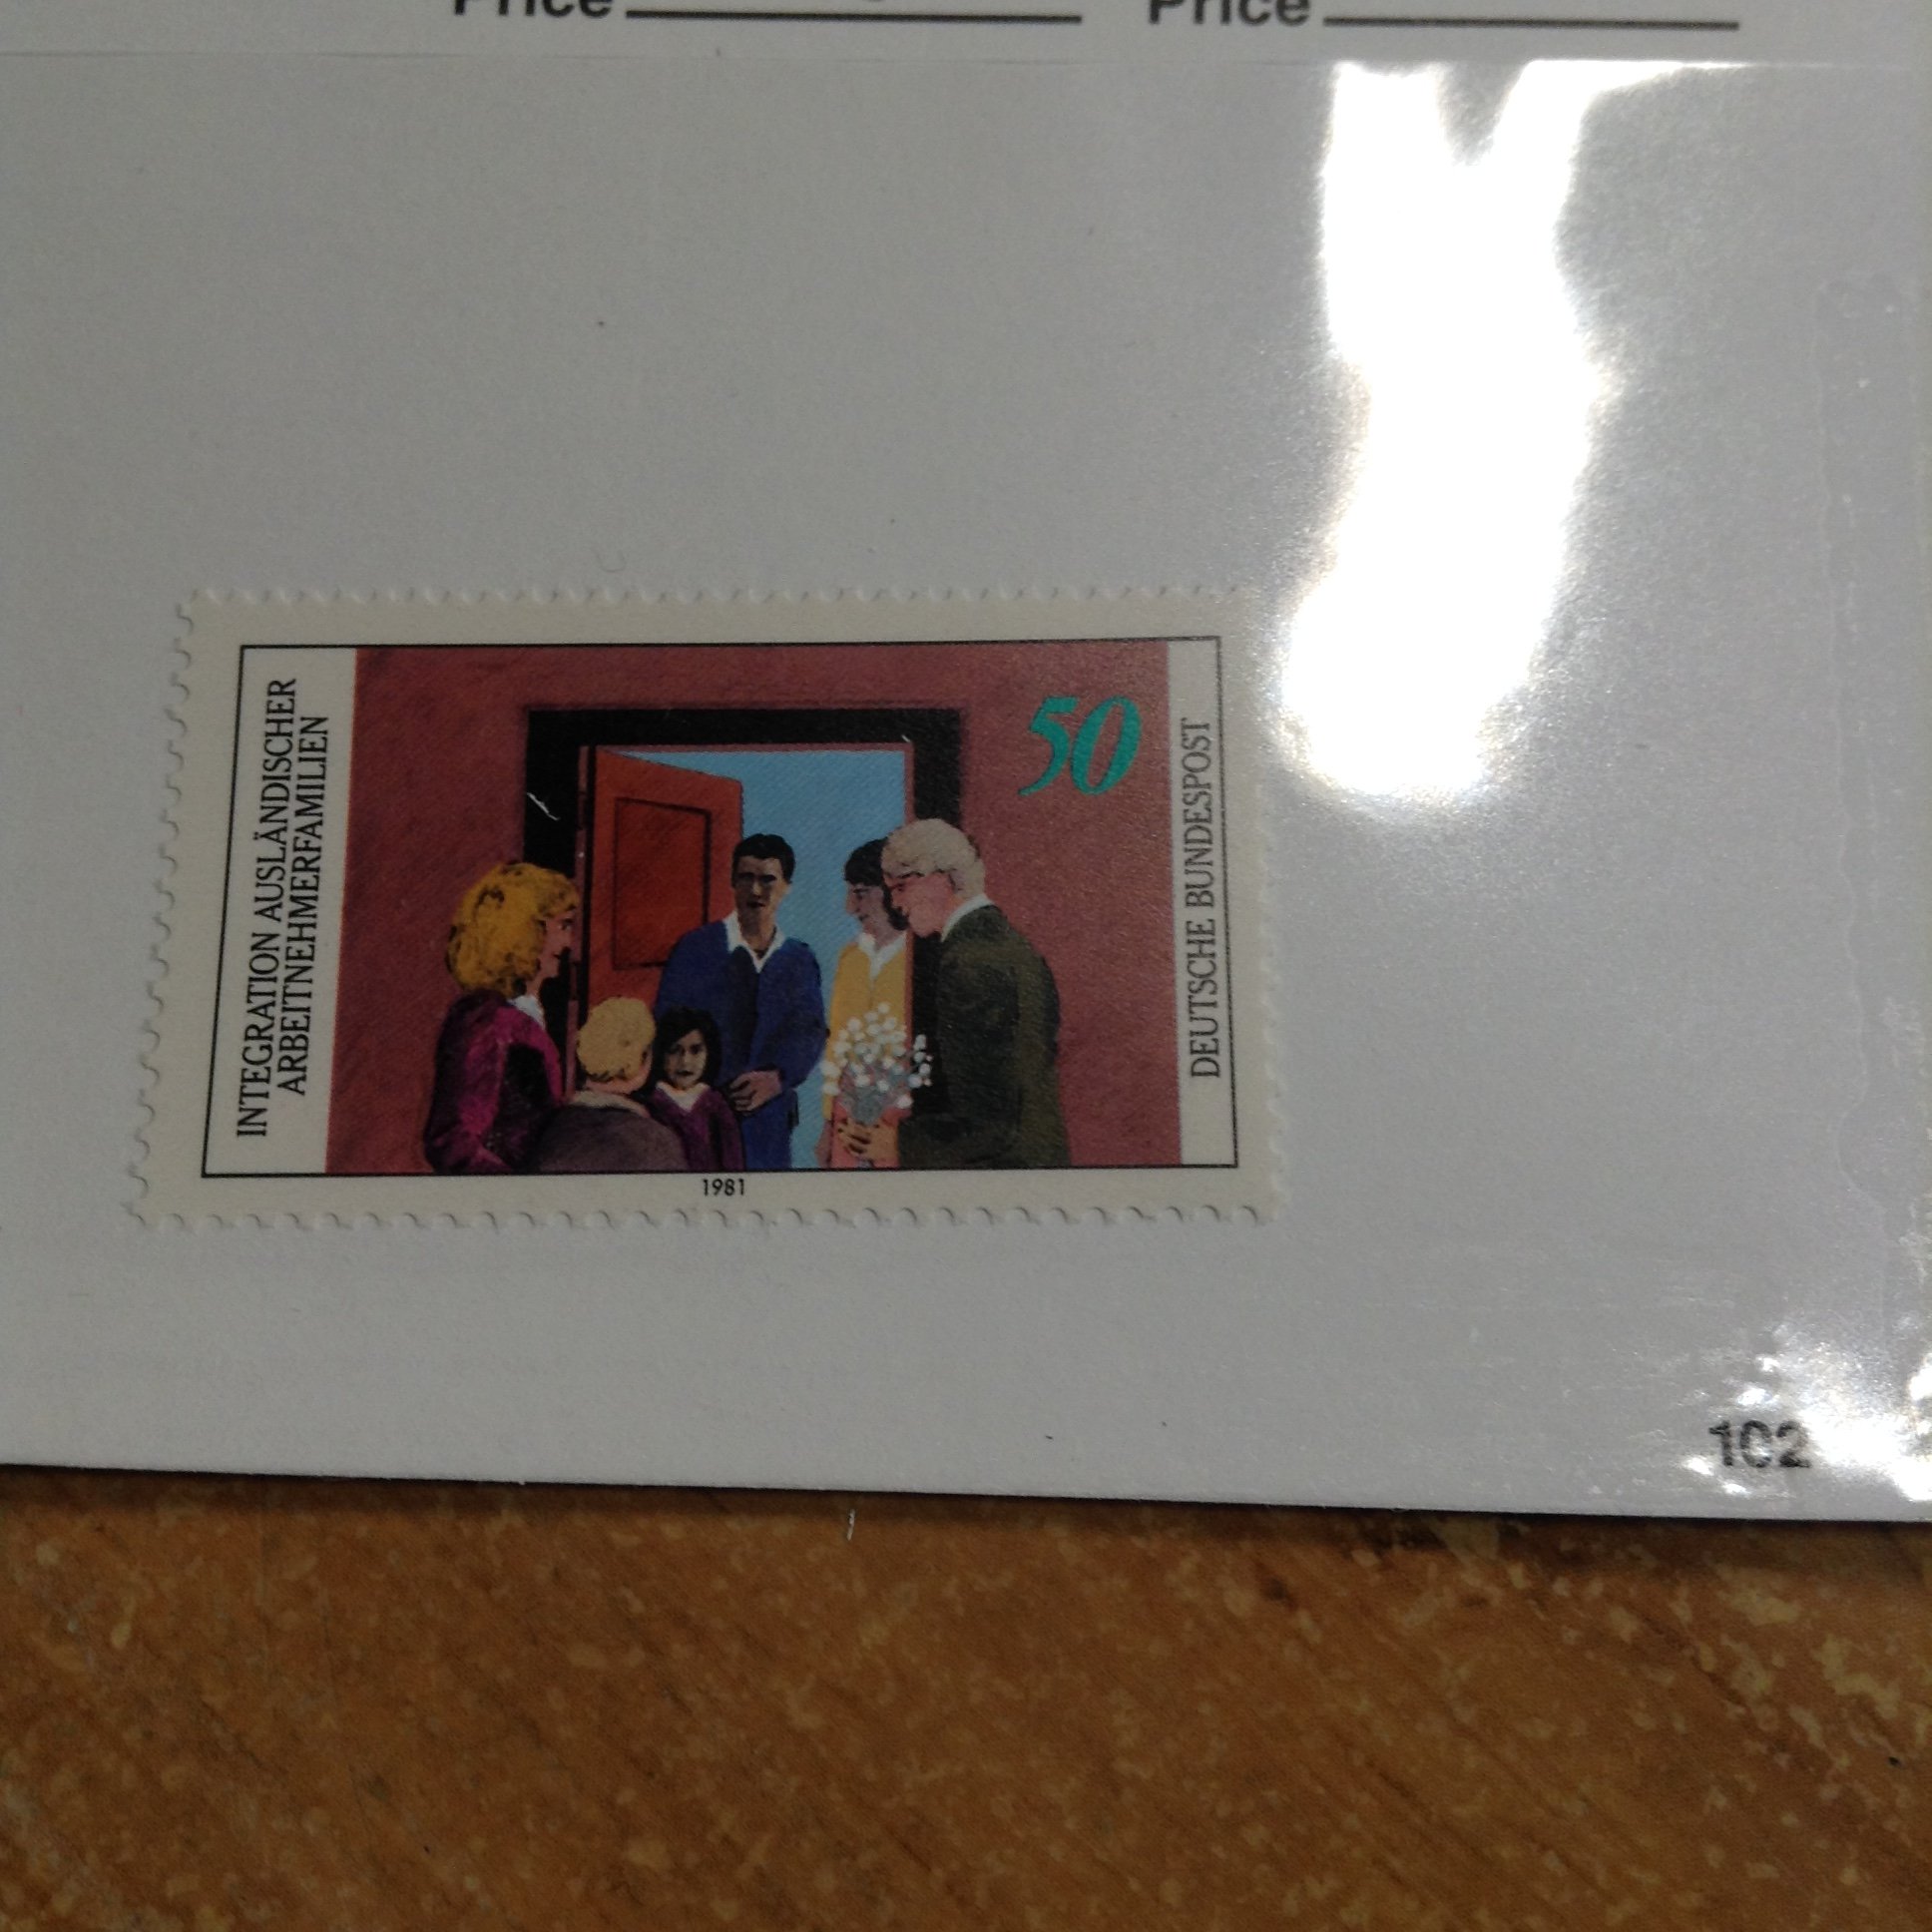 Price Price
INTEGRATION AUSLÄNDISCHER
ARBEITNEHMERFAMILIEN
50
DEUTSCHE BUNDESPOST
1981
102